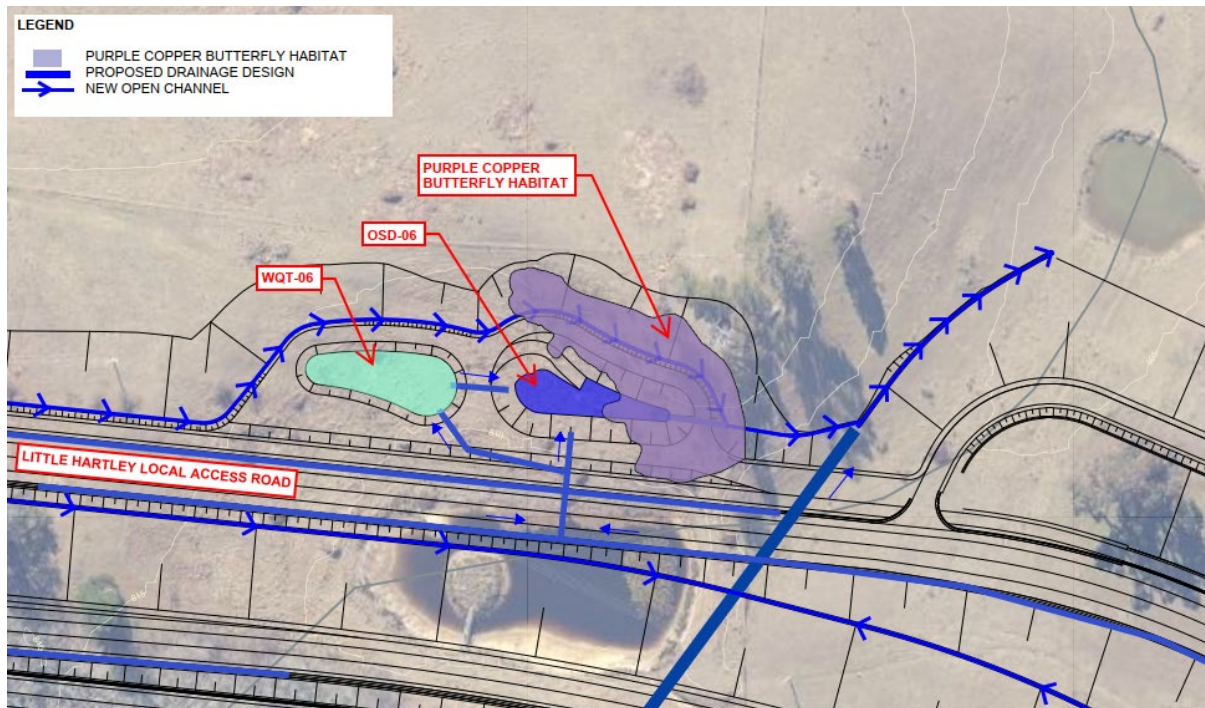 LEGEND
PURPLE COPPER BUTTERFLY HABITAT
PROPOSED DRAINAGE DESIGN
NEW OPEN CHANNEL
PURPLE COPPER
BUTTERFLY HABITAT
OSD-06
WQT-06
LITTLE HARTLEY LOCAL ACCESS ROAD